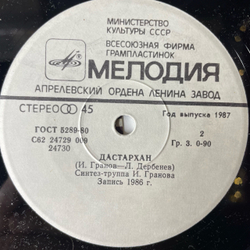 МИНИСТЕРСТВО
КУЛЬТУРЫ СССР
ВСЕСОЮЗНАЯ ФИРМА
ГРАМПЛАСТИНОК
МЕЛОДИЯ
АПРЕЛЕВСКИЙ ОРДЕНА ЛЕНИНА ЗАВОД
СТЕРЕО 45
Год выпуска 1987
ГОСТ 5289-80
2
С62 24729 009
Гр. 3. 0-90
24730
ДАСТАРХАН
(И. Гранов—Л. Дербенев)
Синтез-группа И. Гранова
Запись 1986 г.